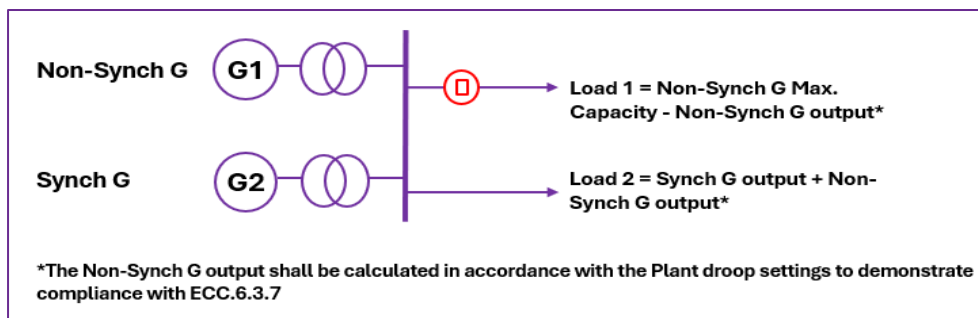 Non-Synch G
G1
Load 1 = Non-Synch G Max.
Capacity - Non-Synch G output*
Synch G
G2
Load 2 = Synch G output + Non-
Synch G output*
*The Non-Synch G output shall be calculated in accordance with the Plant droop settings to demonstrate
compliance with ECC.6.3.7